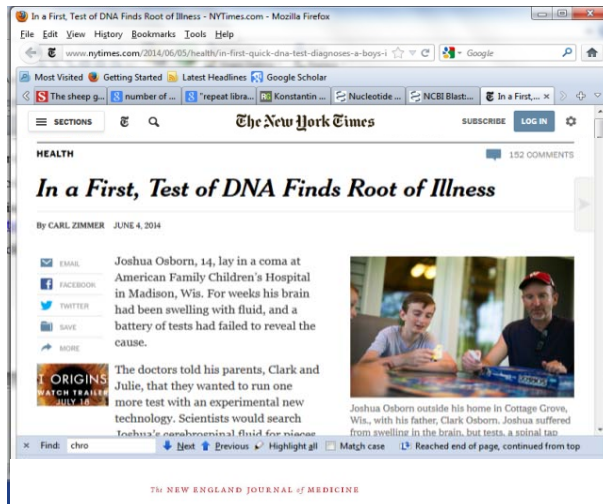 In a First, Test of DNA Finds Root of Illness - NYTimes.com - Mozilla Firefox
File Edit View History Bookmarks Tools Help
www.nytimes.com/2014/06/05/health/in-first-quick-dna-test-diagnoses-a-boys-i Google
Most Visited Getting Started Latest Headlines Google Scholar
The sheep g... number of ... "repeat libra... Konstantin ... Nucleotide ... NCBI Blast:... In a First,... ×
SECTIONS The New York Times SUBSCRIBE LOG IN
HEALTH 152 COMMENTS
In a First, Test of DNA Finds Root of Illness
By CARL ZIMMER JUNE 4, 2014
EMAIL
FACEBOOK
TWITTER
SAVE
MORE
I ORIGINS
WATCH TRAILER
JULY 18
Joshua Osborn, 14, lay in a coma at
American Family Children's Hospital
in Madison, Wis. For weeks his brain
had been swelling with fluid, and a
battery of tests had failed to reveal the
cause.
The doctors told his parents, Clark and
Julie, that they wanted to run one
more test with an experimental new
technology. Scientists would search
Joshua's cerebrospinal fluid for pieces
Joshua Osborn outside his home in Cottage Grove,
Wis., with his father, Clark Osborn. Joshua suffered
from swelling in the brain, but tests, a spinal tap
× Find: chro Next Previous Highlight all Match case Reached end of page, continued from top
The NEW ENGLAND JOURNAL of MEDICINE